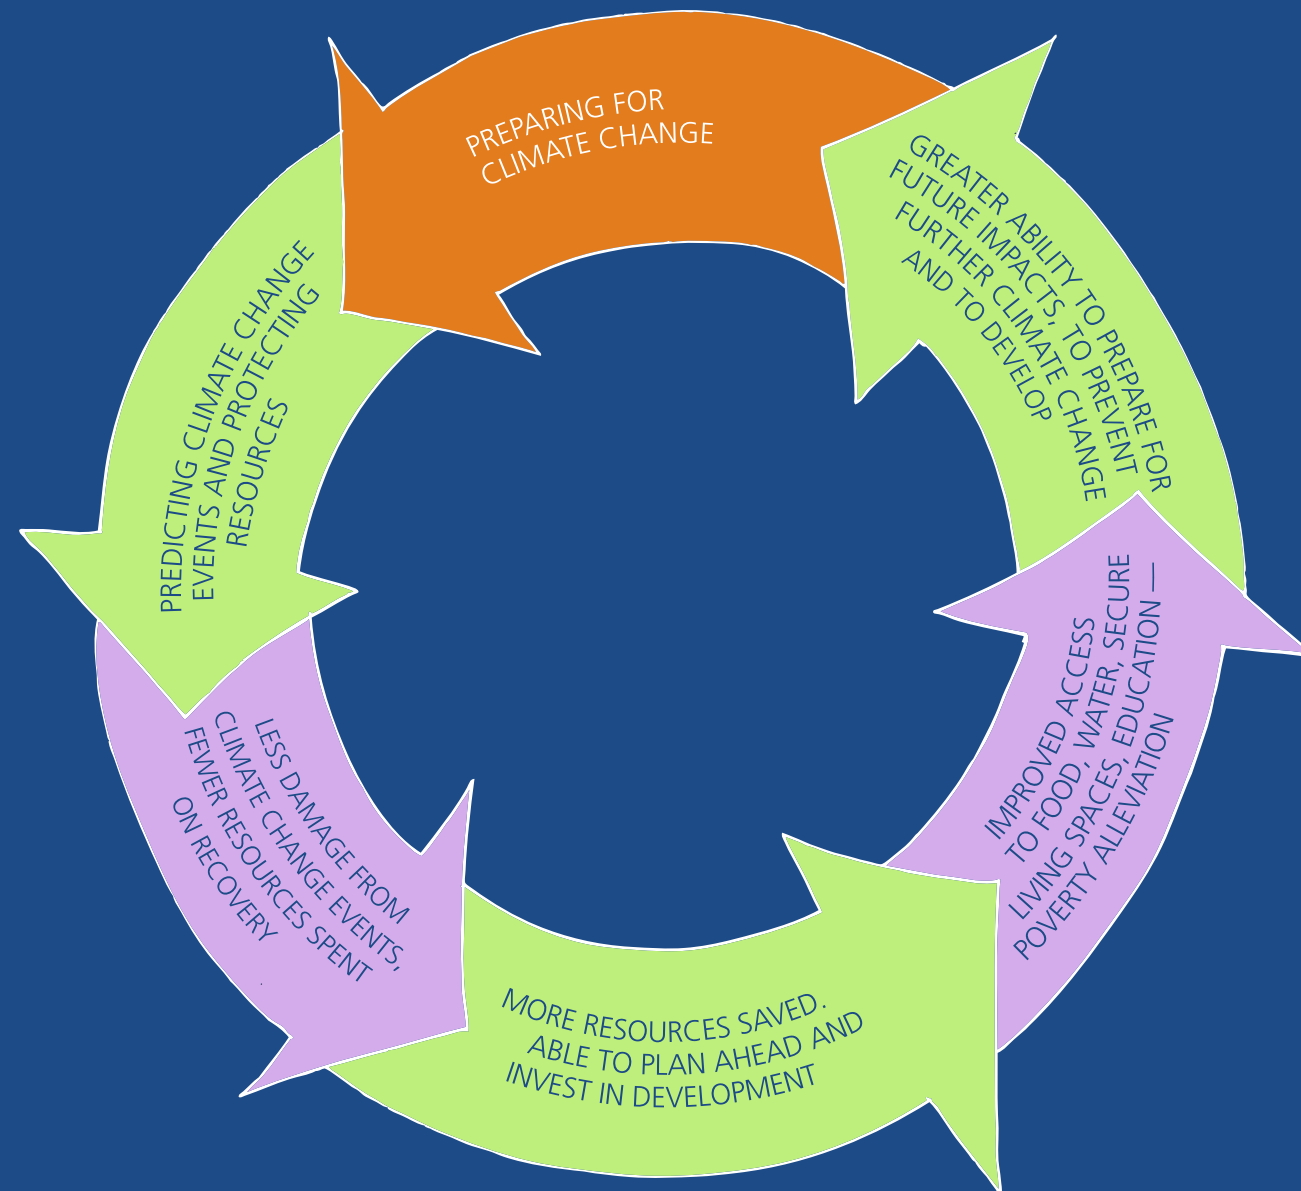 PREPARING FOR
CLIMATE CHANGE
PREDICTING CLIMATE CHANGE
EVENTS AND PROTECTING
RESOURCES
LESS DAMAGE FROM
CLIMATE CHANGE EVENTS,
FEWER RESOURCES SPENT
ON RECOVERY
MORE RESOURCES SAVED.
ABLE TO PLAN AHEAD AND
INVEST IN DEVELOPMENT
IMPROVED ACCESS
TO FOOD, WATER, SECURE
LIVING SPACES, EDUCATION —
POVERTY ALLEVIATION
GREATER ABILITY TO PREPARE FOR
FUTURE IMPACTS, TO PREVENT
FURTHER CLIMATE CHANGE
AND TO DEVELOP